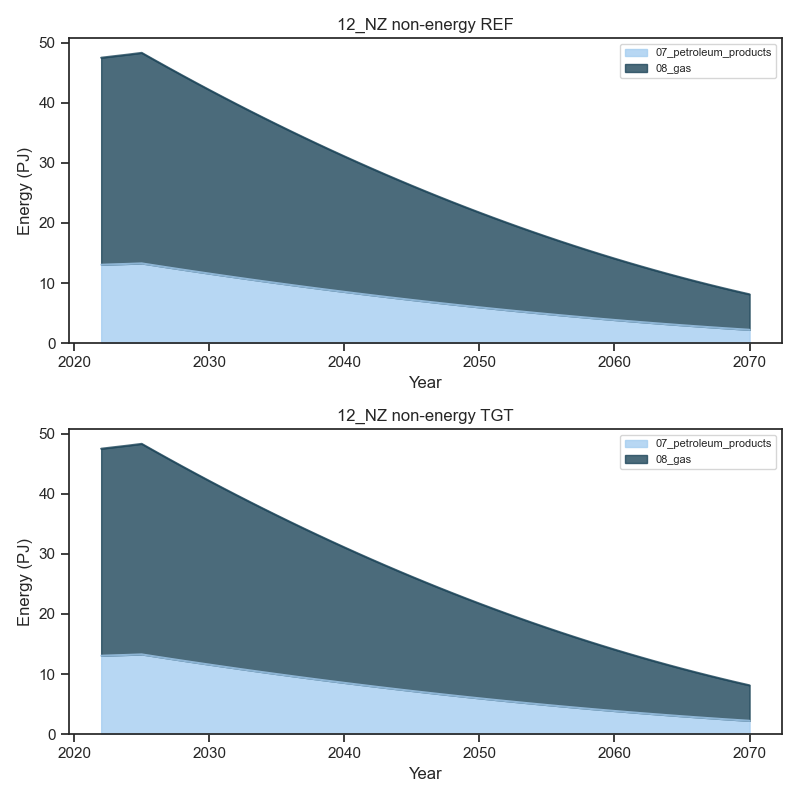 12_NZ non-energy REF
50
40
30
20
10
0
Energy (PJ)
07_petroleum_products
08_gas
2020 2030 2040 2050 2060 2070
Year
12_NZ non-energy TGT
50
40
30
20
10
0
Energy (PJ)
07_petroleum_products
08_gas
2020 2030 2040 2050 2060 2070
Year